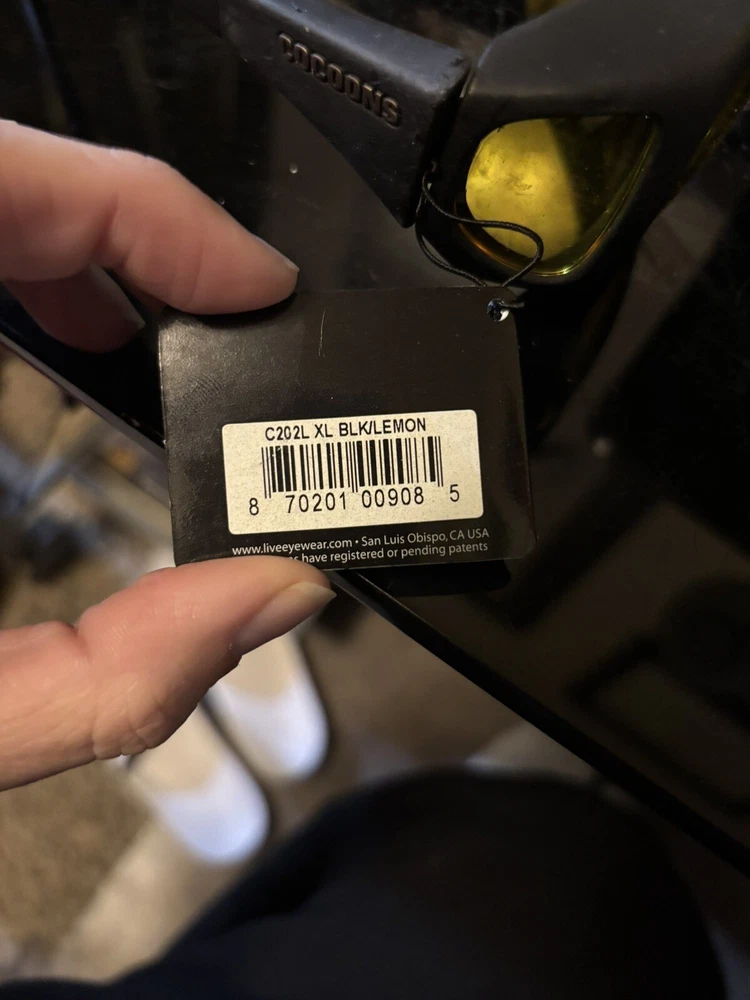 COCOONS
C202L XL BLK/LEMON
8 70201 00908 5
www.liveeyewear.com • San Luis Obispo, CA USA
have registered or pending patents